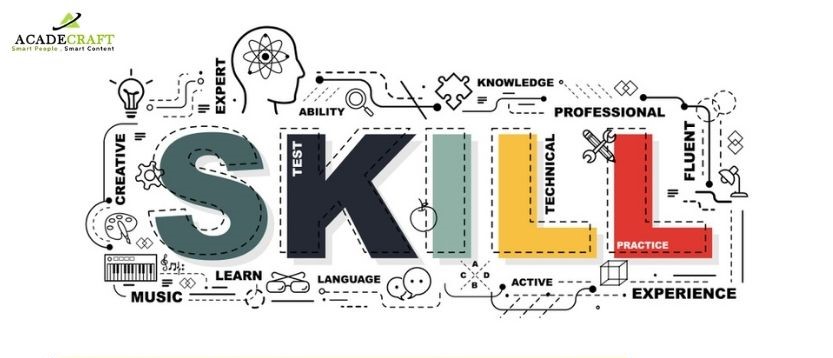 ACADECRAFT
Smart People . Smart Content
EXPERT
ABILITY
KNOWLEDGE
PROFESSIONAL
FLUENT
CREATIVE
SKILL
TEST
TECHNICAL
PRACTICE
LEARN
LANGUAGE
A
C D
B
ACTIVE
MUSIC
EXPERIENCE